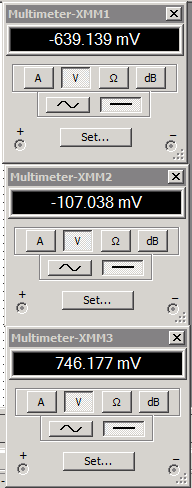 Multimeter-XMM1
-639.139 mV
A V Ω dB
+ Set... -
Multimeter-XMM2
-107.038 mV
A V Ω dB
+ Set... -
Multimeter-XMM3
746.177 mV
A V Ω dB
+ Set... -